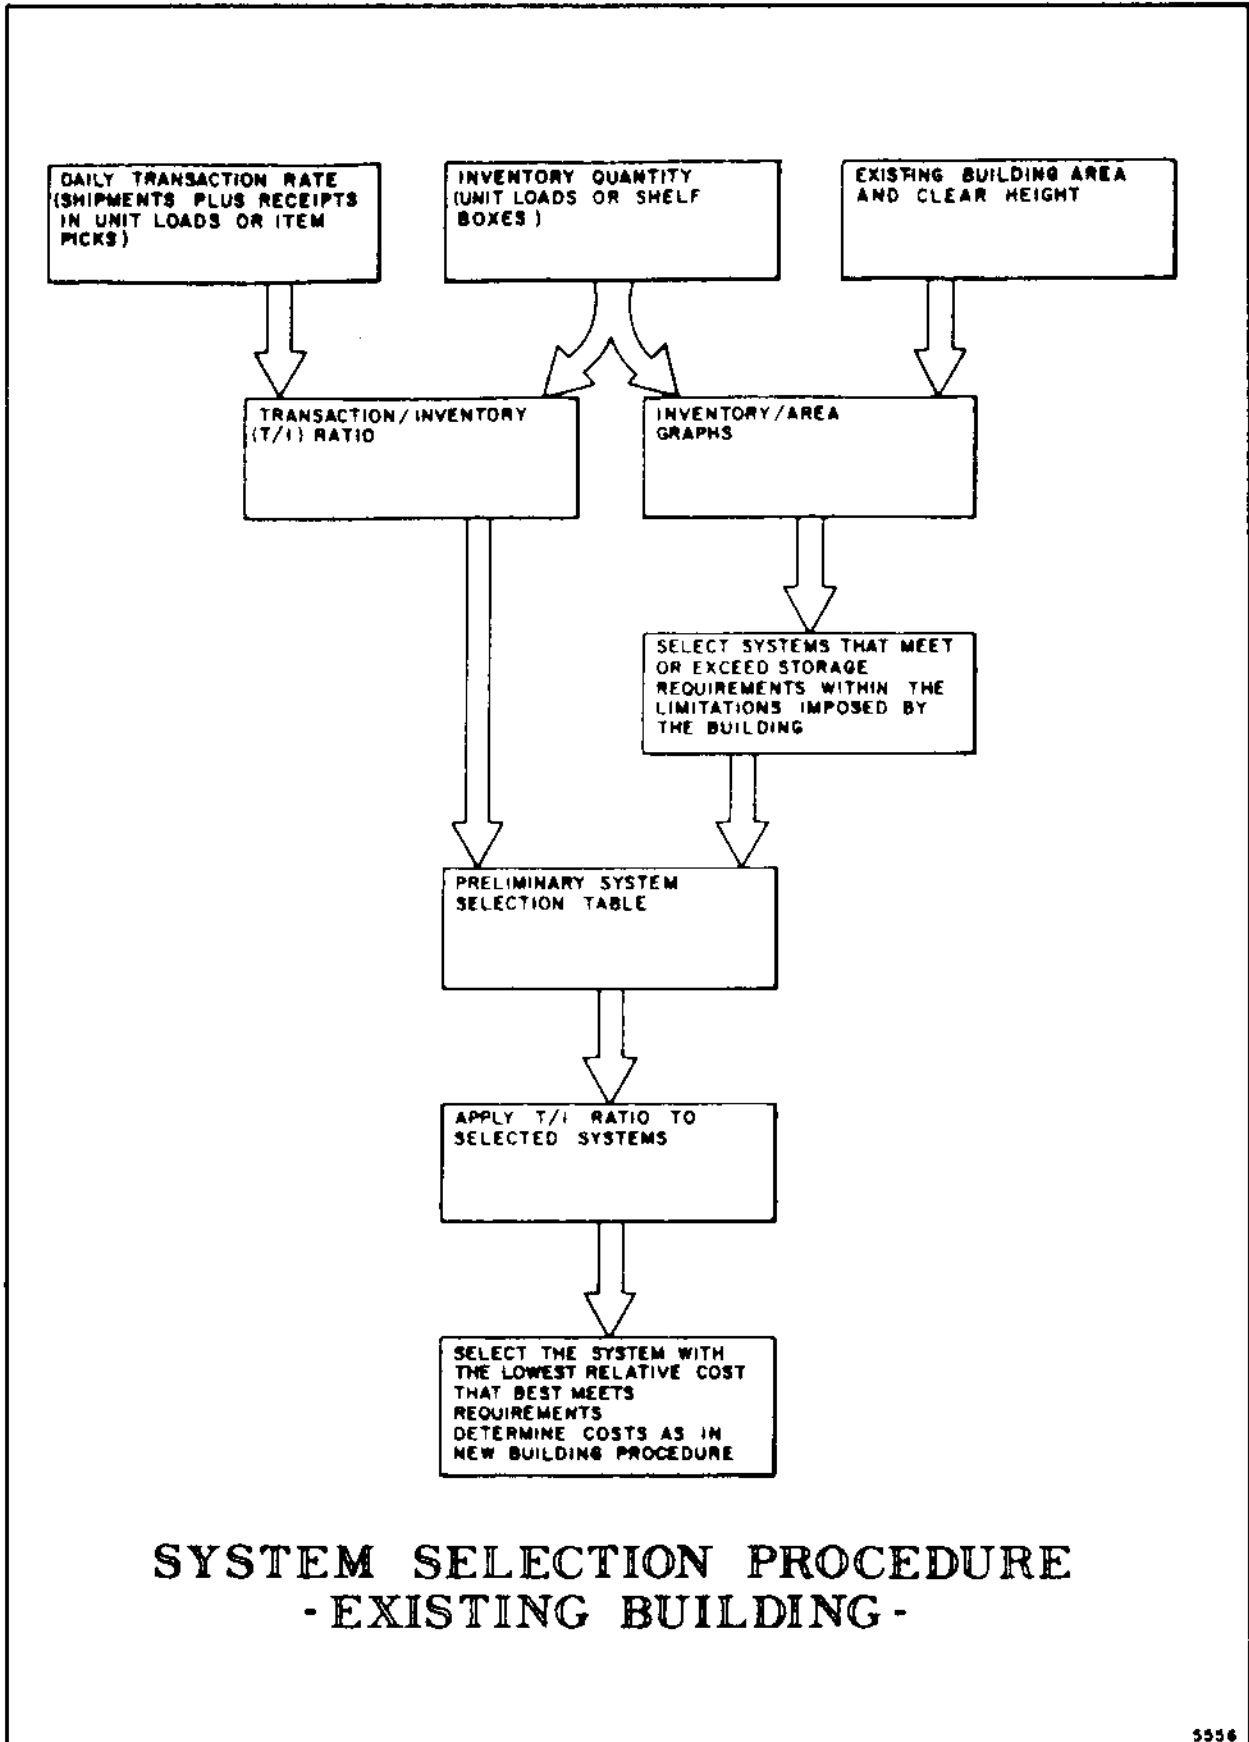 DAILY TRANSACTION RATE
(SHIPMENTS PLUS RECEIPTS
IN UNIT LOADS OR ITEM
PICKS)
INVENTORY QUANTITY
(UNIT LOADS OR SHELF
BOXES)
EXISTING BUILDING AREA
AND CLEAR HEIGHT
TRANSACTION/INVENTORY
(T/I) RATIO
INVENTORY/AREA
GRAPHS
SELECT SYSTEMS THAT MEET
OR EXCEED STORAGE
REQUIREMENTS WITHIN THE
LIMITATIONS IMPOSED BY
THE BUILDING
PRELIMINARY SYSTEM
SELECTION TABLE
APPLY T/I RATIO TO
SELECTED SYSTEMS
SELECT THE SYSTEM WITH
THE LOWEST RELATIVE COST
THAT BEST MEETS
REQUIREMENTS
DETERMINE COSTS AS IN
NEW BUILDING PROCEDURE
SYSTEM SELECTION PROCEDURE
- EXISTING BUILDING -
5556